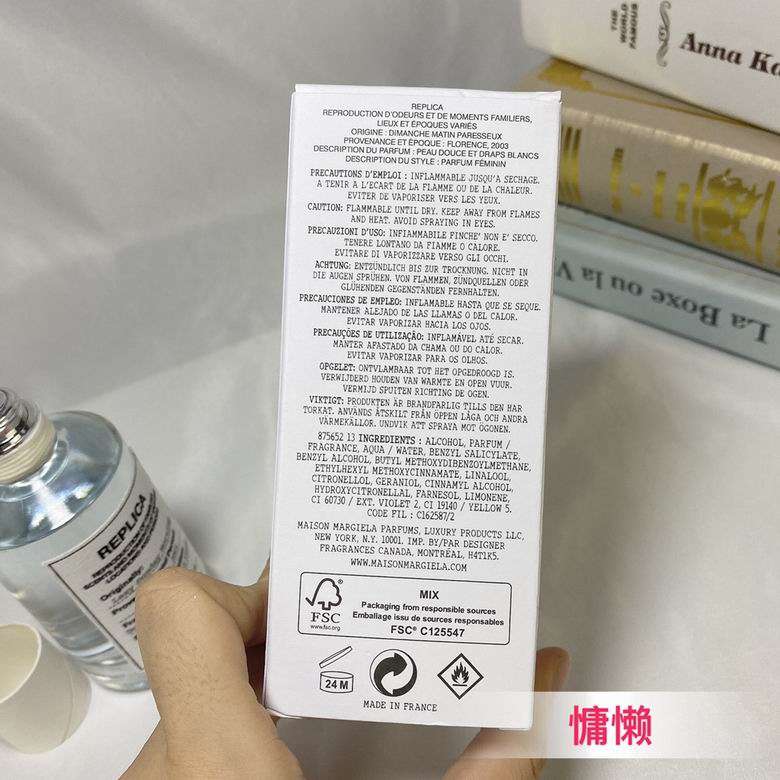 REPLICA
REPRODUCTION D'ODEURS ET DE MOMENTS FAMILIERS,
LIEUX ET ÉPOQUES VARIÉS
ORIGINE : DIMANCHE MATIN PARESSEUX
PROVENANCE ET ÉPOQUE : FLORENCE, 2003
DESCRIPTION DU PARFUM : PEAU DOUCE ET DRAPS BLANCS
DESCRIPTION DU STYLE : PARFUM FÉMININ
PRECAUTIONS D'EMPLOI : INFLAMMABLE JUSQU'A SECHAGE.
A TENIR A L'ECART DE LA FLAMME OU DE LA CHALEUR.
EVITER DE VAPORISER VERS LES YEUX.
CAUTION: FLAMMABLE UNTIL DRY. KEEP AWAY FROM FLAMES
AND HEAT. AVOID SPRAYING IN EYES.
PRECAUZIONI D'USO: INFIAMMABILE FINCHE' NON E' SECCO.
TENERE LONTANO DA FIAMME O CALORE.
EVITARE DI VAPORIZZARE VERSO GLI OCCHI.
ACHTUNG: ENTZÜNDLICH BIS ZUR TROCKNUNG. NICHT IN
DIE AUGEN SPRÜHEN. VON FLAMMEN, ZÜNDQUELLEN ODER
GLÜHENDEN GEGENSTÄNDEN FERNHALTEN.
PRECAUCIONES DE EMPLEO: INFLAMABLE HASTA QUE SE SEQUE.
MANTENER ALEJADO DE LAS LLAMAS O DEL CALOR.
EVITAR VAPORIZAR HACIA LOS OJOS.
PRECAUÇÕES DE UTILIZAÇÃO: INFLAMÁVEL ATÉ SECAR.
MANTER AFASTADO DA CHAMA OU DO CALOR.
EVITAR VAPORIZAR PARA OS OLHOS.
OPGELET: ONTVLAMBAAR TOT HET OPGEDROOGD IS.
VERWIJDERD HOUDEN VAN WARMTE EN OPEN VUUR.
VERMIJD SPUITEN RICHTING DE OGEN.
VIKTIGT: PRODUKTEN ÄR BRANDFARLIG TILLS DEN HAR
TORKAT. ANVÄNDS ÅTSKILT FRÅN ÖPPEN LÅGA OCH ANDRA
VÄRMEKÄLLOR. UNDVIK ATT SPRAYA MOT ÖGONEN.
875652 13 INGREDIENTS : ALCOHOL, PARFUM /
FRAGRANCE, AQUA / WATER, BENZYL SALICYLATE,
BENZYL ALCOHOL, BUTYL METHOXYDIBENZOYLMETHANE,
ETHYLHEXYL METHOXYCINNAMATE, LINALOOL,
CITRONELLOL, GERANIOL, CINNAMYL ALCOHOL,
HYDROXYCITRONELLAL, FARNESOL, LIMONENE,
CI 60730 / EXT. VIOLET 2, CI 19140 / YELLOW 5.
CODE FIL : C162587/2
MAISON MARGIELA PARFUMS, LUXURY PRODUCTS LLC,
NEW YORK, N.Y. 10001. IMP. BY/PAR DESIGNER
FRAGRANCES CANADA, MONTRÉAL, H4T1K5.
WWW.MAISONMARGIELA.COM
FSC
www.fsc.org
MIX
Packaging from responsible sources
Emballage issu de sources responsables
FSC® C125547
24 M
MADE IN FRANCE
REPLICA
Originally:
THE WORLD
FAMOUS
Anna Ka
La Boxe ou la V
慵懒